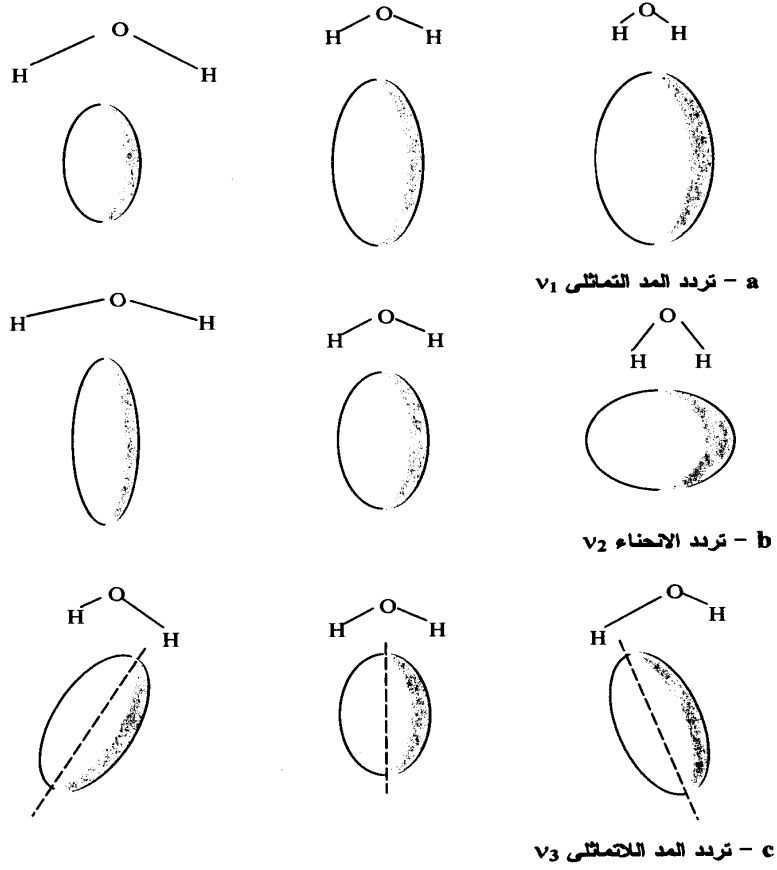 O O O
H H H H H H
a – تردد المد التماثلى ν₁
O O O
H H H H H H
b – تردد الانحناء ν₂
O O O
H H H H H H
c – تردد المد اللاتماثلى ν₃